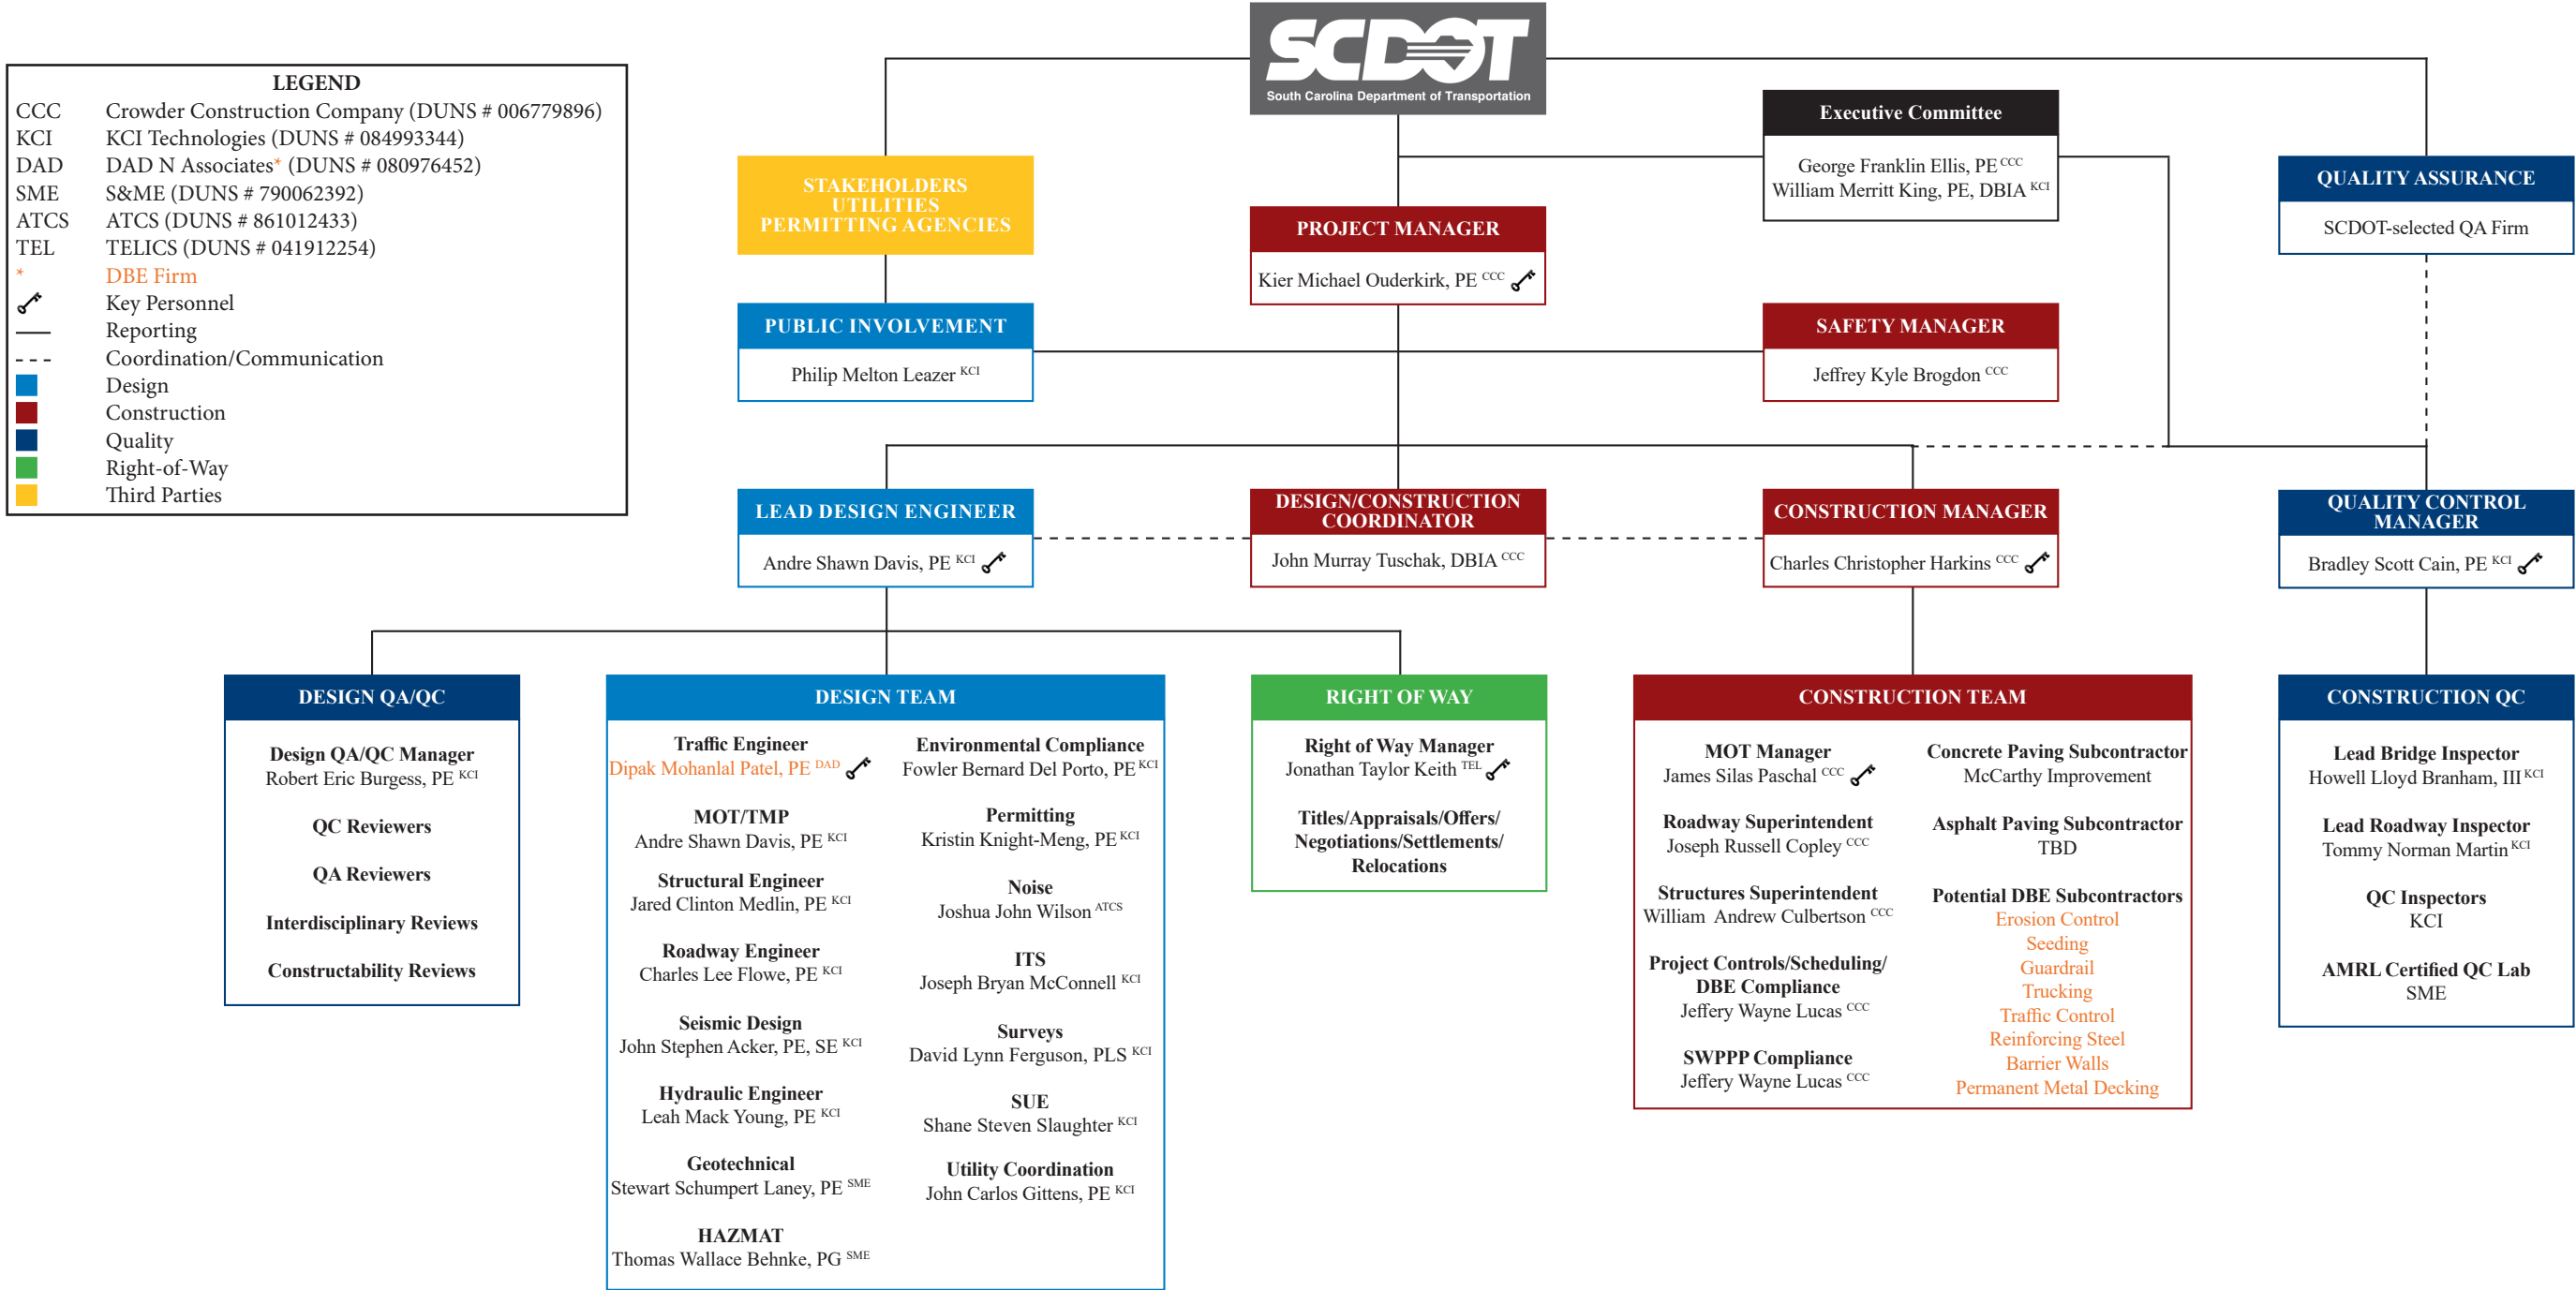 SCDOT
South Carolina Department of Transportation
LEGEND
CCC Crowder Construction Company (DUNS # 006779896)
KCI KCI Technologies (DUNS # 084993344)
DAD DAD N Associates* (DUNS # 080976452)
SME S&ME (DUNS # 790062392)
ATCS ATCS (DUNS # 861012433)
TEL TELICS (DUNS # 041912254)
* DBE Firm
Key Personnel
Reporting
Coordination/Communication
Design
Construction
Quality
Right-of-Way
Third Parties
Executive Committee
George Franklin Ellis, PE CCC
William Merritt King, PE, DBIA KCI
STAKEHOLDERS
UTILITIES
PERMITTING AGENCIES
QUALITY ASSURANCE
SCDOT-selected QA Firm
PROJECT MANAGER
Kier Michael Ouderkirk, PE CCC
PUBLIC INVOLVEMENT
Philip Melton Leazer KCI
SAFETY MANAGER
Jeffrey Kyle Brogdon CCC
LEAD DESIGN ENGINEER
Andre Shawn Davis, PE KCI
DESIGN/CONSTRUCTION
COORDINATOR
John Murray Tuschak, DBIA CCC
CONSTRUCTION MANAGER
Charles Christopher Harkins CCC
QUALITY CONTROL
MANAGER
Bradley Scott Cain, PE KCI
DESIGN QA/QC
Design QA/QC Manager
Robert Eric Burgess, PE KCI
QC Reviewers
QA Reviewers
Interdisciplinary Reviews
Constructability Reviews
DESIGN TEAM
Traffic Engineer
Dipak Mohanlal Patel, PE DAD
MOT/TMP
Andre Shawn Davis, PE KCI
Structural Engineer
Jared Clinton Medlin, PE KCI
Roadway Engineer
Charles Lee Flowe, PE KCI
Seismic Design
John Stephen Acker, PE, SE KCI
Hydraulic Engineer
Leah Mack Young, PE KCI
Geotechnical
Stewart Schumpert Laney, PE SME
HAZMAT
Thomas Wallace Behnke, PG SME
Environmental Compliance
Fowler Bernard Del Porto, PE KCI
Permitting
Kristin Knight-Meng, PE KCI
Noise
Joshua John Wilson ATCS
ITS
Joseph Bryan McConnell KCI
Surveys
David Lynn Ferguson, PLS KCI
SUE
Shane Steven Slaughter KCI
Utility Coordination
John Carlos Gittens, PE KCI
RIGHT OF WAY
Right of Way Manager
Jonathan Taylor Keith TEL
Titles/Appraisals/Offers/
Negotiations/Settlements/
Relocations
CONSTRUCTION TEAM
MOT Manager
James Silas Paschal CCC
Roadway Superintendent
Joseph Russell Copley CCC
Structures Superintendent
William Andrew Culbertson CCC
Project Controls/Scheduling/
DBE Compliance
Jeffery Wayne Lucas CCC
SWPPP Compliance
Jeffery Wayne Lucas CCC
Concrete Paving Subcontractor
McCarthy Improvement
Asphalt Paving Subcontractor
TBD
Potential DBE Subcontractors
Erosion Control
Seeding
Guardrail
Trucking
Traffic Control
Reinforcing Steel
Barrier Walls
Permanent Metal Decking
CONSTRUCTION QC
Lead Bridge Inspector
Howell Lloyd Branham, III KCI
Lead Roadway Inspector
Tommy Norman Martin KCI
QC Inspectors
KCI
AMRL Certified QC Lab
SME